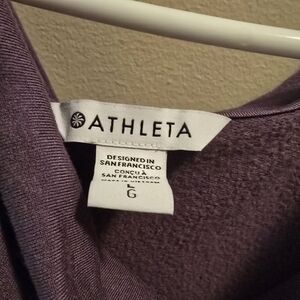 ATHLETA
DESIGNED IN
SAN FRANCISCO
CONÇU À
SAN FRANCISCO
MADE IN VIETNAM
L
G